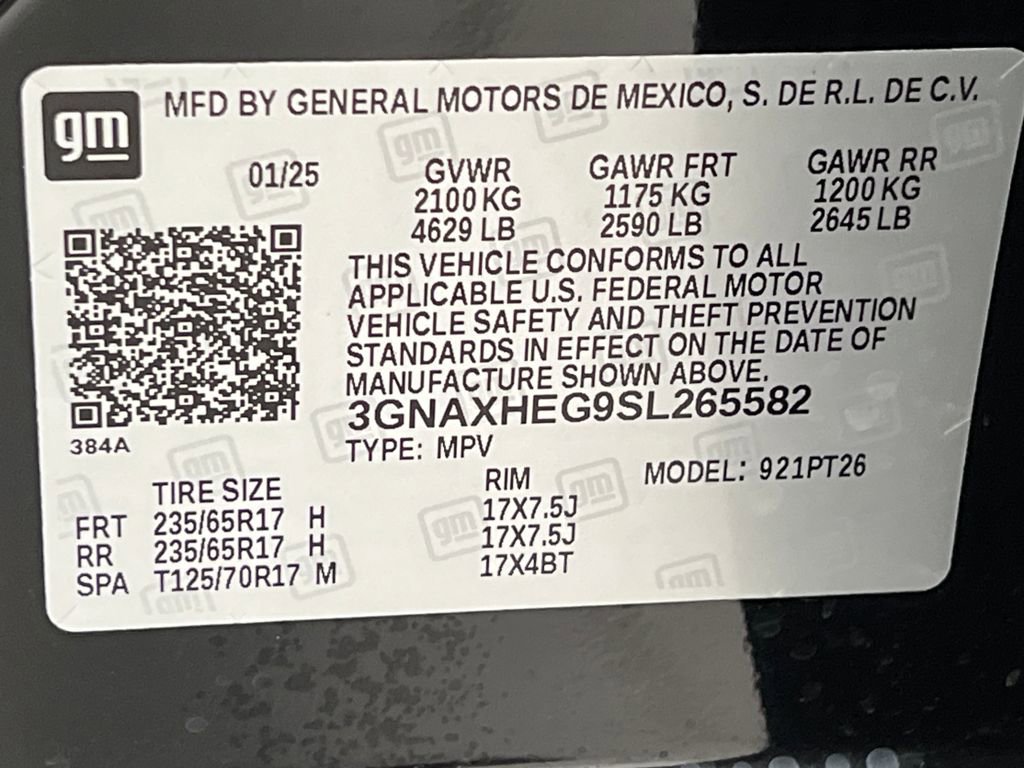 gm
MFD BY GENERAL MOTORS DE MEXICO, S. DE R.L. DE C.V.
01/25 GVWR GAWR FRT GAWR RR
2100 KG 1175 KG 1200 KG
4629 LB 2590 LB 2645 LB
THIS VEHICLE CONFORMS TO ALL
APPLICABLE U.S. FEDERAL MOTOR
VEHICLE SAFETY AND THEFT PREVENTION
STANDARDS IN EFFECT ON THE DATE OF
MANUFACTURE SHOWN ABOVE.
3GNAXHEG9SL265582
384A
TYPE: MPV
MODEL: 921PT26
TIRE SIZE RIM
FRT 235/65R17 H 17X7.5J
RR 235/65R17 H 17X7.5J
SPA T125/70R17 M 17X4BT